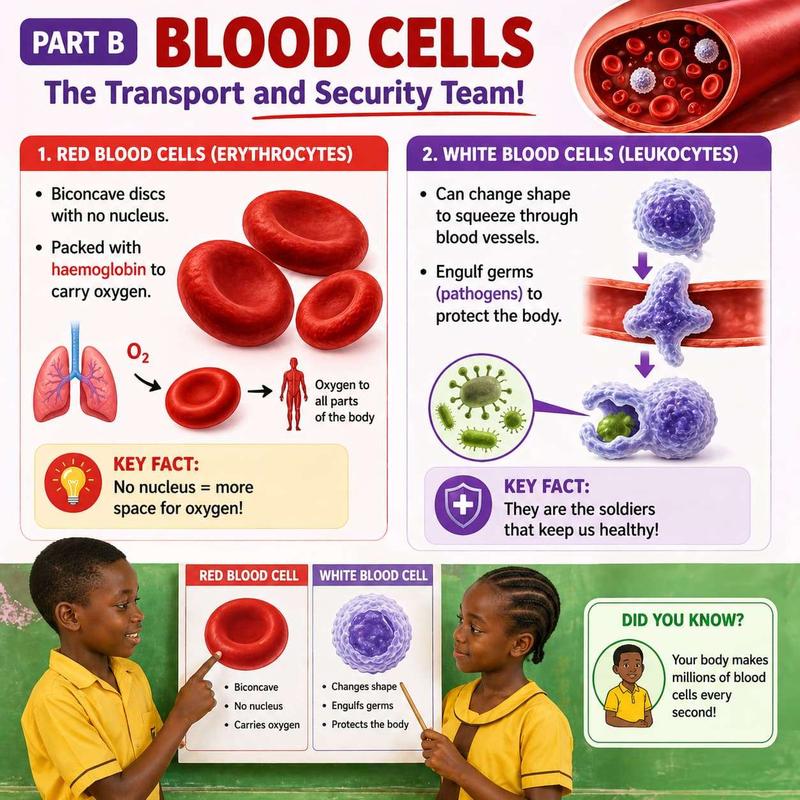 PART B
BLOOD CELLS
The Transport and Security Team!
1. RED BLOOD CELLS (ERYTHROCYTES)
• Biconcave discs
with no nucleus.
• Packed with
haemoglobin to
carry oxygen.
O₂
Oxygen to
all parts
of the body
KEY FACT:
No nucleus = more
space for oxygen!
2. WHITE BLOOD CELLS (LEUKOCYTES)
• Can change shape
to squeeze through
blood vessels.
• Engulf germs
(pathogens) to
protect the body.
KEY FACT:
They are the soldiers
that keep us healthy!
RED BLOOD CELL
• Biconcave
• No nucleus
• Carries oxygen
WHITE BLOOD CELL
• Changes shape
• Engulfs germs
• Protects the body
DID YOU KNOW?
Your body makes
millions of blood
cells every
second!